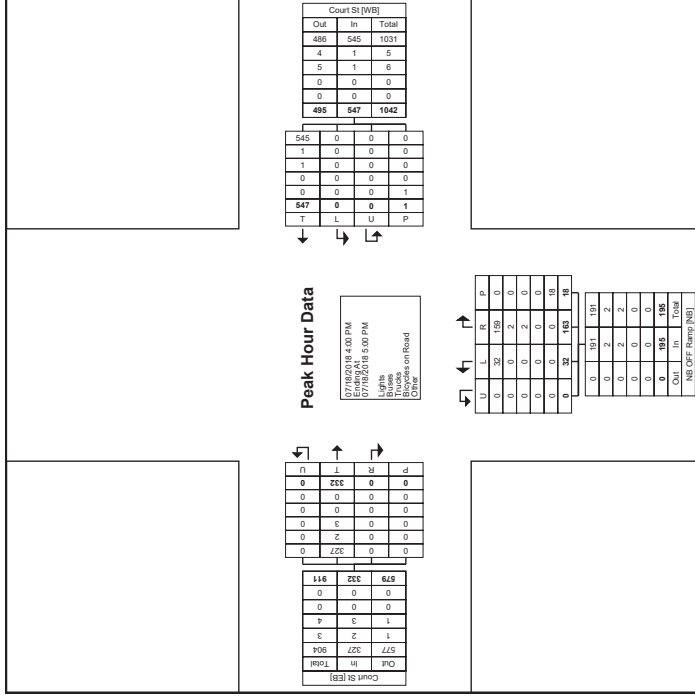 Court St [WB]
Out In Total
486 545 1031
4 1 5
5 1 6
0 0 0
0 0 0
495 547 1042
545 0 0 0
1 0 0 0
1 0 0 0
0 0 0 0
0 0 0 1
547 0 0 1
T L U P
Peak Hour Data
07/18/2018 4:00 PM
Ending At
07/18/2018 5:00 PM
Lights
Buses
Trucks
Bicycles on Road
Other
U L R P
0 32 159 0
0 0 2 0
0 0 2 0
0 0 0 0
0 0 0 18
0 32 163 18
0 191 191
0 2 2
0 2 2
0 0 0
0 0 0
0 195 195
Out In Total
NB OFF Ramp [NB]
Court St [EB]
Out In Total
577 327 904
1 2 3
1 3 4
0 0 0
0 0 0
579 332 911
0 0 327 0
0 0 2 0
0 0 3 0
0 0 0 0
0 0 0 0
0 0 332 0
P R T U